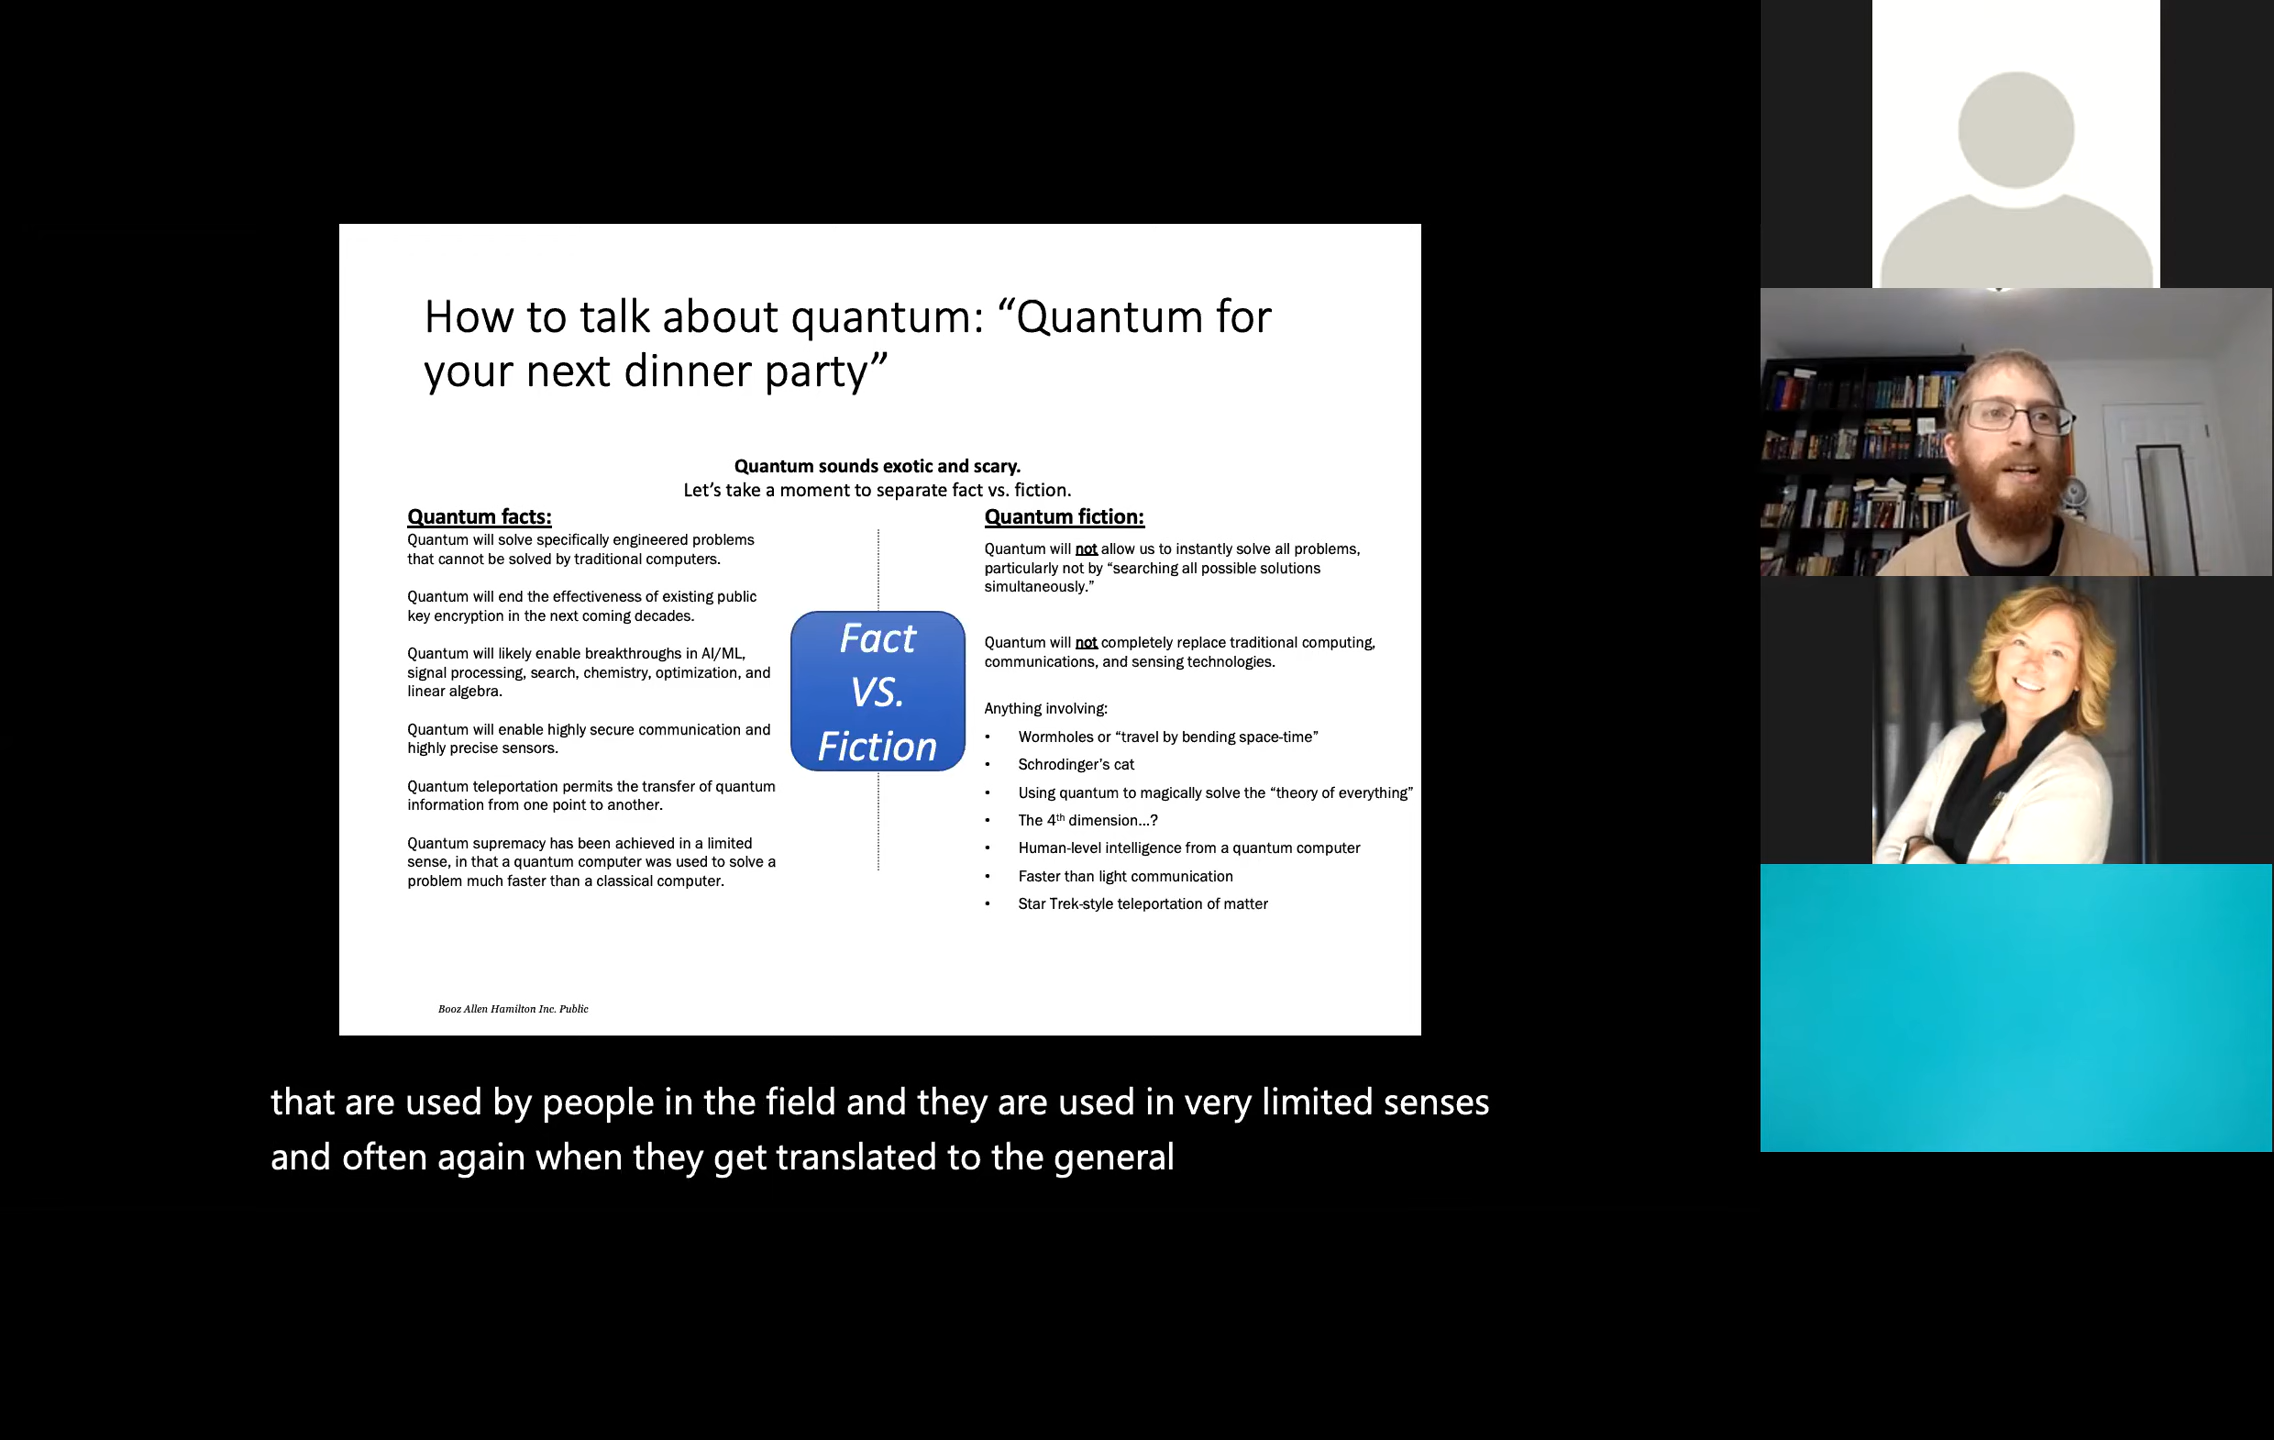 How to talk about quantum: “Quantum for
your next dinner party”
Quantum sounds exotic and scary.
Let’s take a moment to separate fact vs. fiction.
Quantum facts:
Quantum will solve specifically engineered problems
that cannot be solved by traditional computers.
Quantum will end the effectiveness of existing public
key encryption in the next coming decades.
Quantum will likely enable breakthroughs in AI/ML,
signal processing, search, chemistry, optimization, and
linear algebra.
Quantum will enable highly secure communication and
highly precise sensors.
Quantum teleportation permits the transfer of quantum
information from one point to another.
Quantum supremacy has been achieved in a limited
sense, in that a quantum computer was used to solve a
problem much faster than a classical computer.
Fact
VS.
Fiction
Quantum fiction:
Quantum will not allow us to instantly solve all problems,
particularly not by “searching all possible solutions
simultaneously.”
Quantum will not completely replace traditional computing,
communications, and sensing technologies.
Anything involving:
• Wormholes or “travel by bending space-time”
• Schrodinger’s cat
• Using quantum to magically solve the “theory of everything”
• The 4th dimension...?
• Human-level intelligence from a quantum computer
• Faster than light communication
• Star Trek-style teleportation of matter
Booz Allen Hamilton Inc. Public
that are used by people in the field and they are used in very limited senses
and often again when they get translated to the general